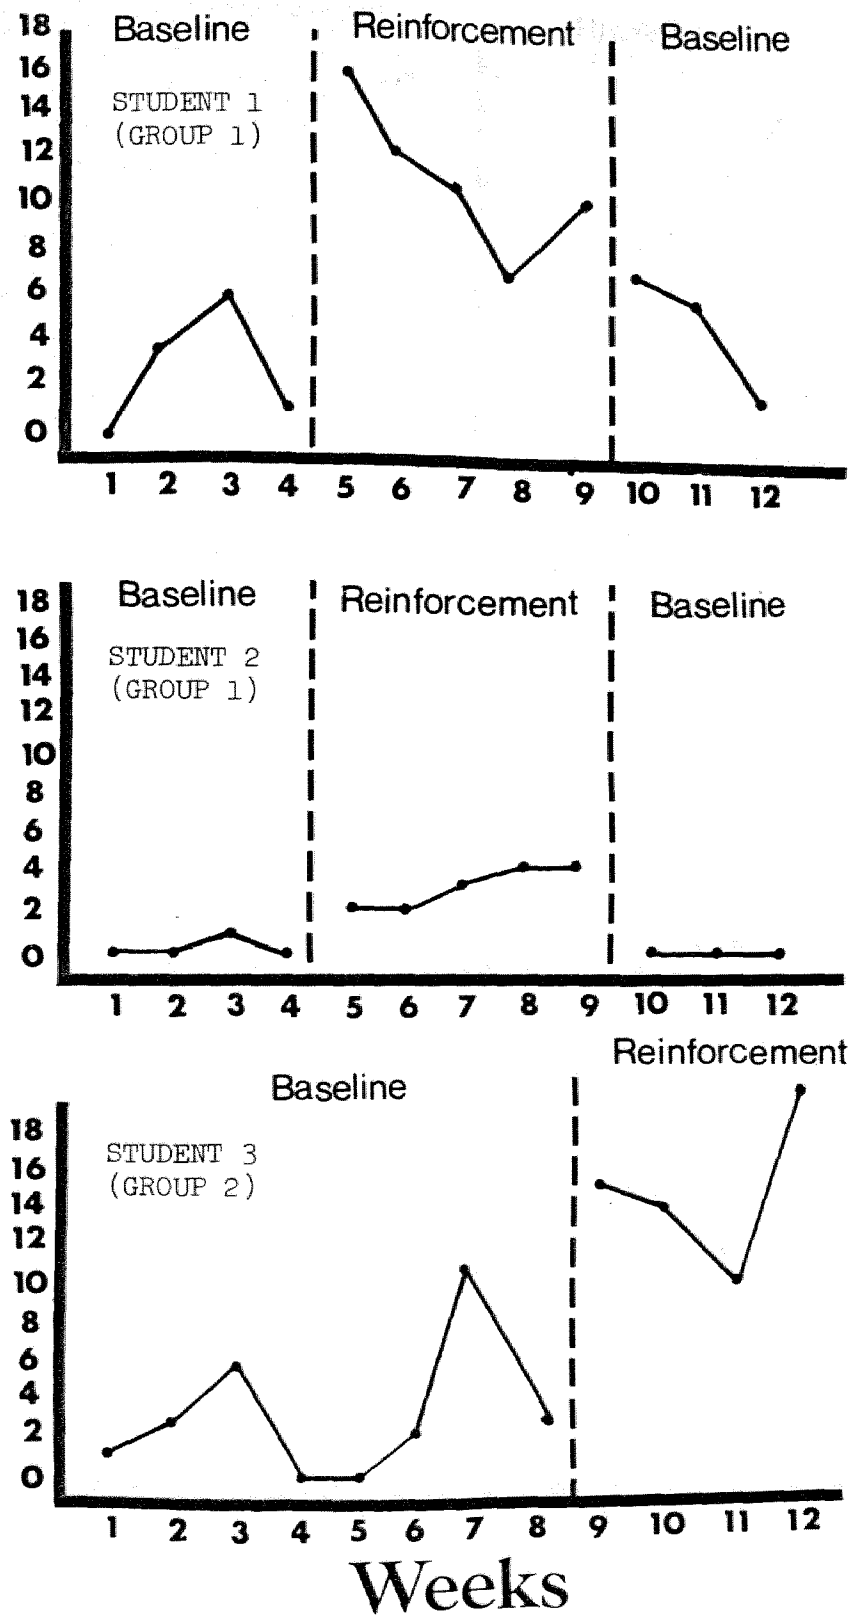 Baseline Reinforcement Baseline
18
16
14
12
10
8
6
4
2
0
STUDENT 1
(GROUP 1)
1 2 3 4 5 6 7 8 9 10 11 12
Baseline Reinforcement Baseline
18
16
14
12
10
8
6
4
2
0
STUDENT 2
(GROUP 1)
1 2 3 4 5 6 7 8 9 10 11 12
Reinforcement
Baseline
18
16
14
12
10
8
6
4
2
0
STUDENT 3
(GROUP 2)
1 2 3 4 5 6 7 8 9 10 11 12
Weeks